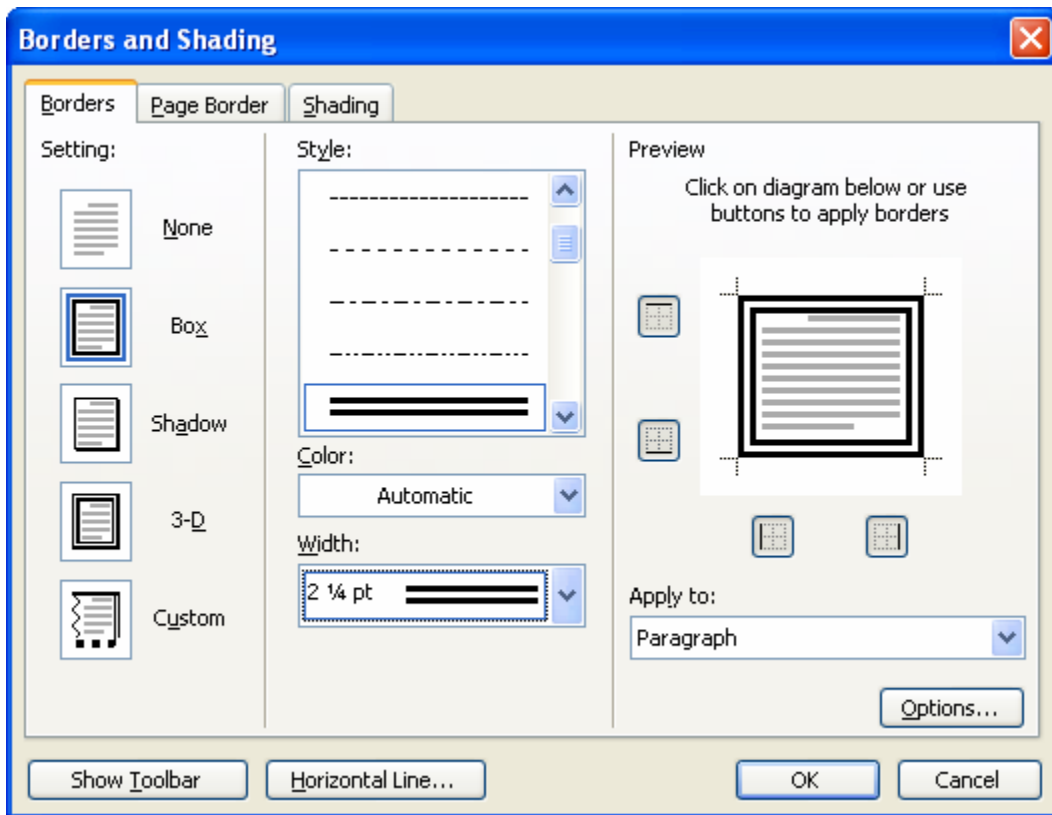 Borders and Shading
Borders
Page Border
Shading
Setting:
None
Box
Shadow
3-D
Custom
Style:
Color:
Automatic
Width:
2 ¼ pt
Preview
Click on diagram below or use
buttons to apply borders
Apply to:
Paragraph
Options...
Show Toolbar
Horizontal Line...
OK
Cancel